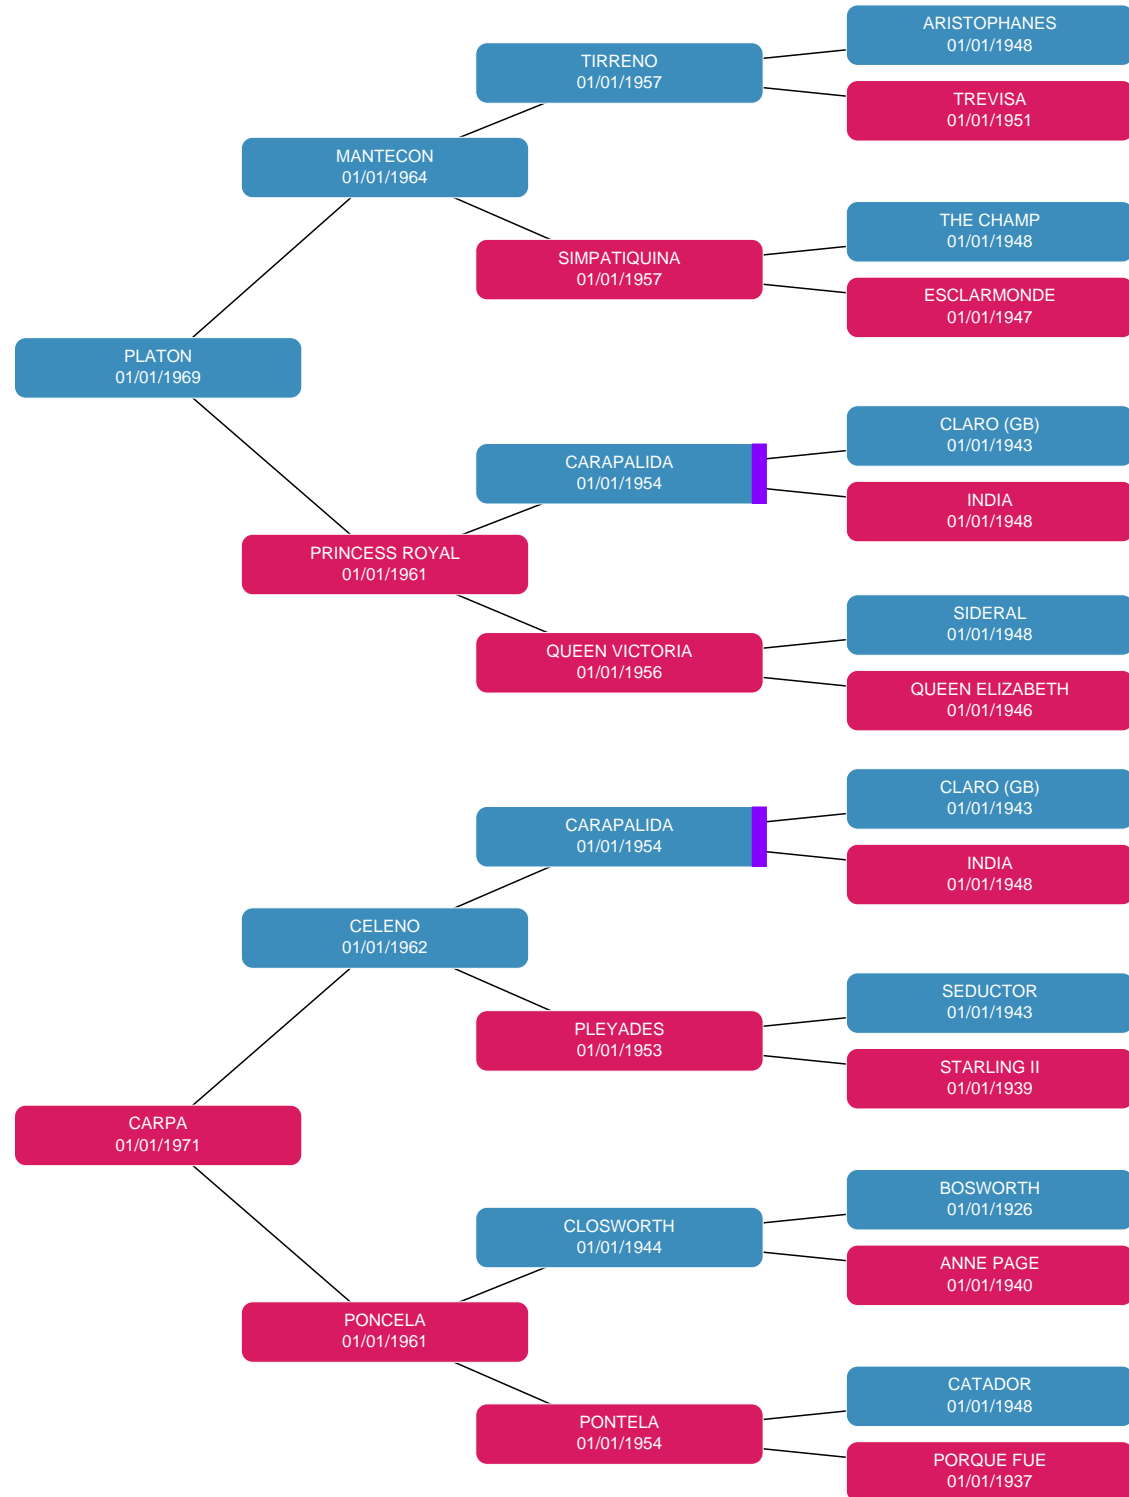 ARISTOPHANES
01/01/1948
TIRRENO
01/01/1957
TREVISA
01/01/1951
MANTECON
01/01/1964
THE CHAMP
01/01/1948
SIMPATIQUINA
01/01/1957
ESCLARMONDE
01/01/1947
PLATON
01/01/1969
CLARO (GB)
01/01/1943
CARAPALIDA
01/01/1954
INDIA
01/01/1948
PRINCESS ROYAL
01/01/1961
SIDERAL
01/01/1948
QUEEN VICTORIA
01/01/1956
QUEEN ELIZABETH
01/01/1946
CLARO (GB)
01/01/1943
CARAPALIDA
01/01/1954
INDIA
01/01/1948
CELENO
01/01/1962
SEDUCTOR
01/01/1943
PLEYADES
01/01/1953
STARLING II
01/01/1939
CARPA
01/01/1971
BOSWORTH
01/01/1926
CLOSWORTH
01/01/1944
ANNE PAGE
01/01/1940
PONCELA
01/01/1961
CATADOR
01/01/1948
PONTELA
01/01/1954
PORQUE FUE
01/01/1937